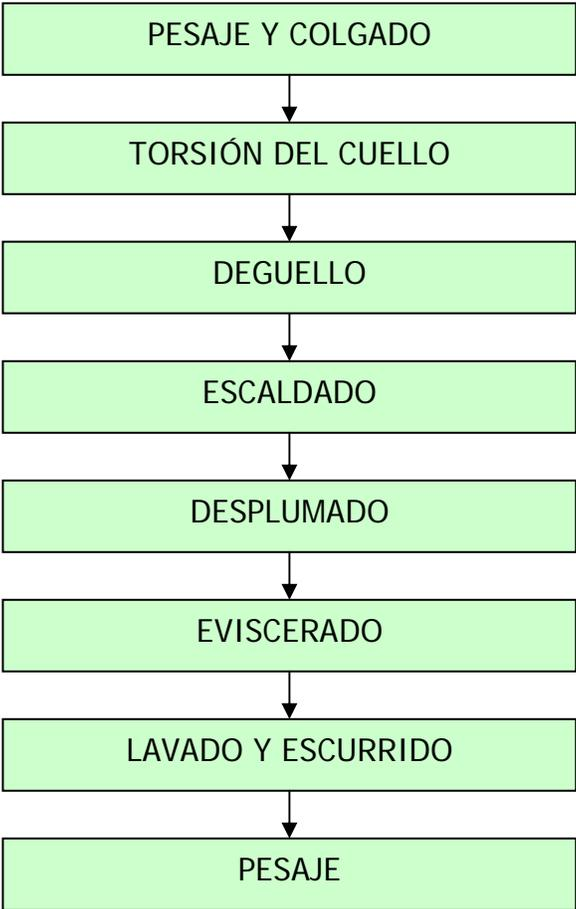 PESAJE Y COLGADO
TORSIÓN DEL CUELLO
DEGUELLO
ESCALDADO
DESPLUMADO
EVISCERADO
LAVADO Y ESCURRIDO
PESAJE